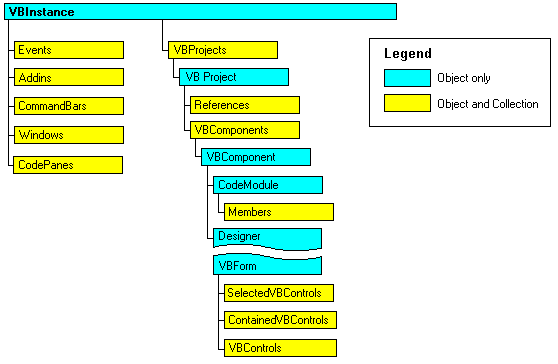 VBInstance
Events
Addins
CommandBars
Windows
CodePanes
VBProjects
VB Project
References
VBComponents
VBComponent
CodeModule
Members
Designer
VBForm
SelectedVBControls
ContainedVBControls
VBControls
Legend
Object only
Object and Collection